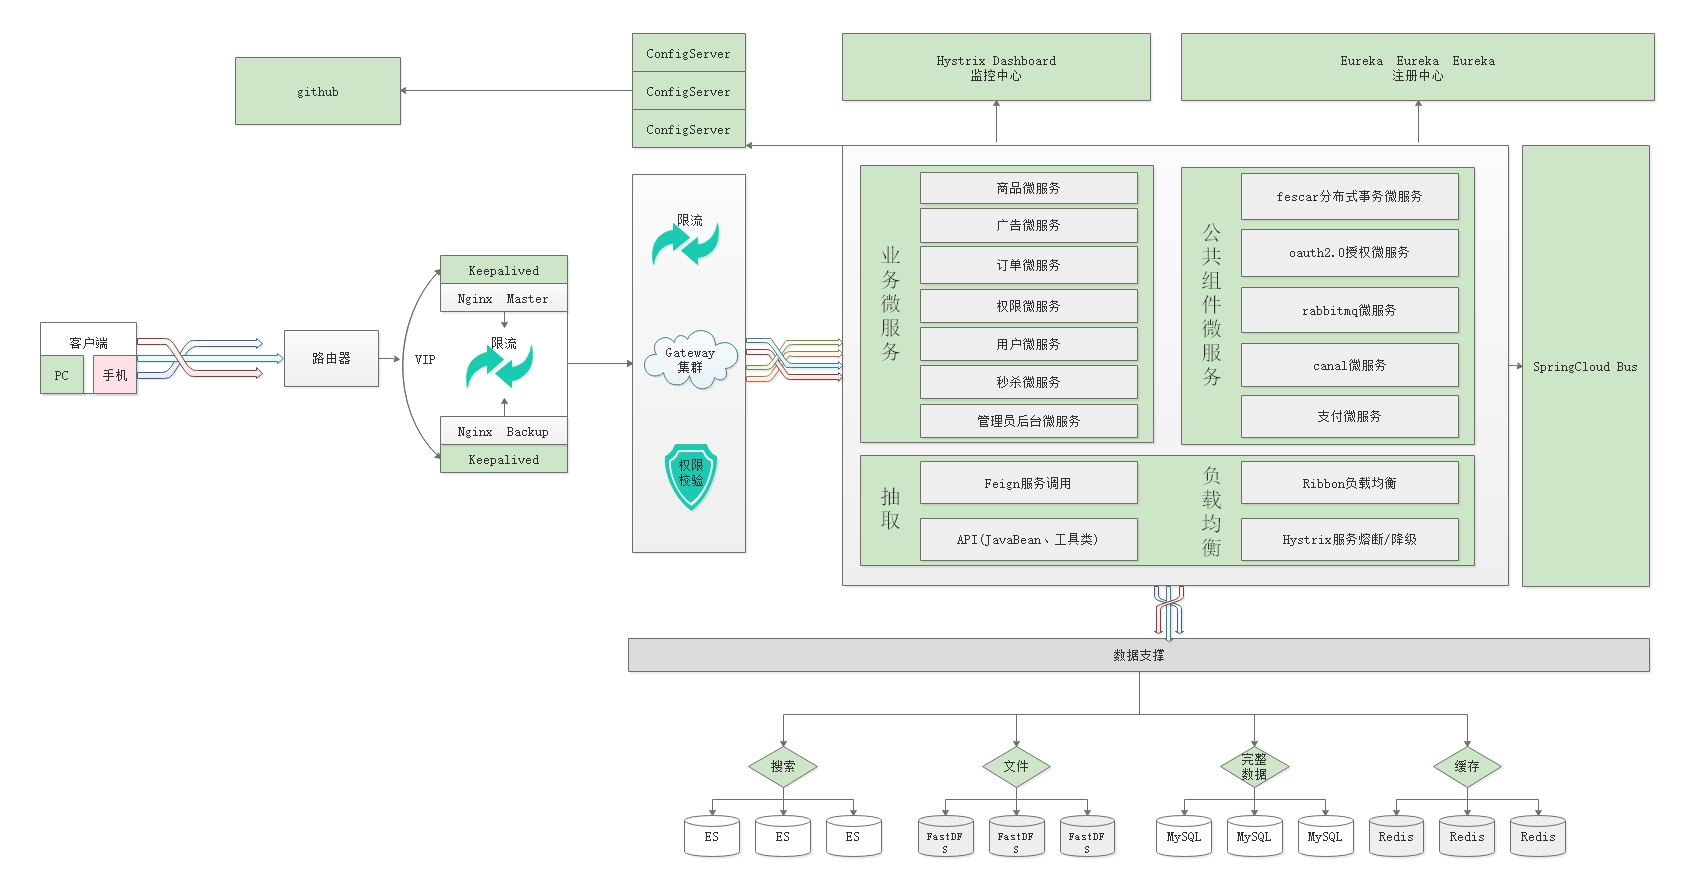 ConfigServer
ConfigServer
ConfigServer
github
Hystrix Dashboard
监控中心
Eureka Eureka Eureka
注册中心
客户端
PC
手机
路由器
VIP
Keepalived
Nginx Master
限流
Nginx Backup
Keepalived
限流
Gateway
集群
权限
校验
业务微服务
商品微服务
广告微服务
订单微服务
权限微服务
用户微服务
秒杀微服务
管理员后台微服务
公共组件微服务
fescar分布式事务微服务
oauth2.0授权微服务
rabbitmq微服务
canal微服务
支付微服务
抽取
Feign服务调用
API(JavaBean、工具类)
负载均衡
Ribbon负载均衡
Hystrix服务熔断/降级
SpringCloud Bus
数据支撑
搜索
文件
完整
数据
缓存
ES
ES
ES
FastDF
S
FastDF
S
FastDF
S
MySQL
MySQL
MySQL
Redis
Redis
Redis